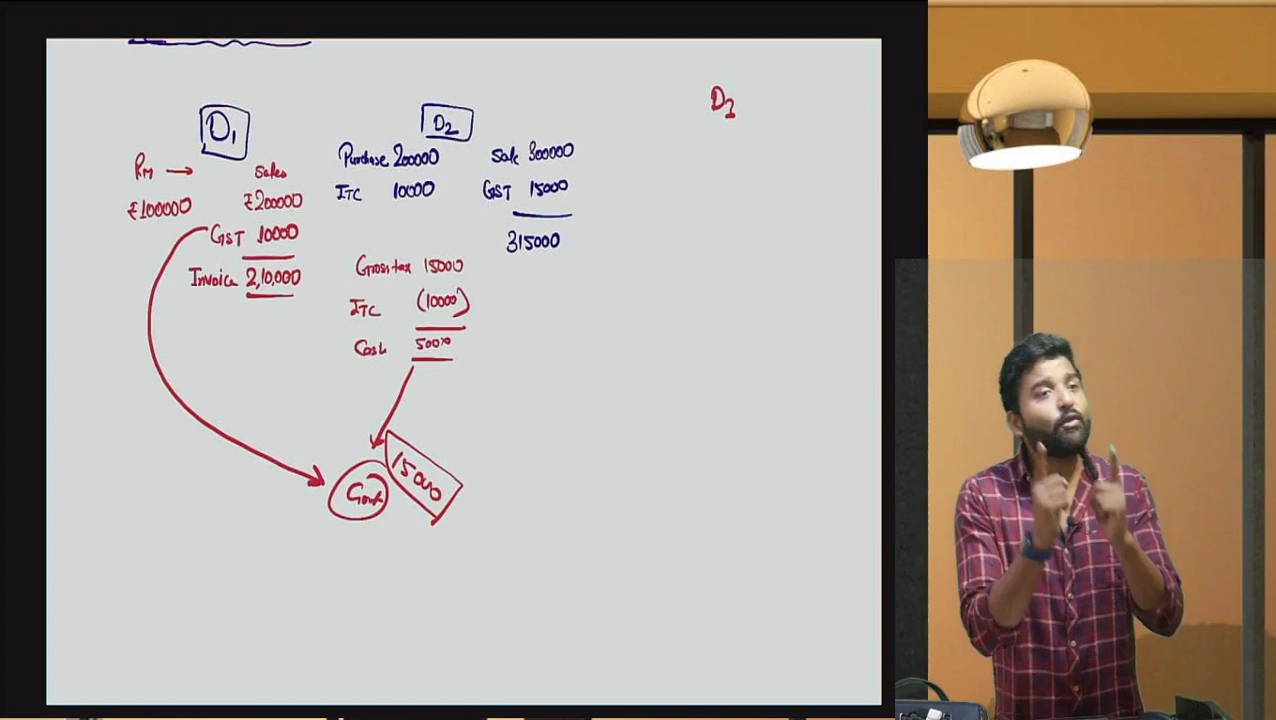 D1
RM → Sales
₹100000 ₹200000
GST 10000
Invoice 2,10,000
D2
Purchase 200000 Sale 300000
ITC 10000 GST 15000
315000
Gross tax 15000
ITC (10000)
Cash 5000
Govt 15000
D3